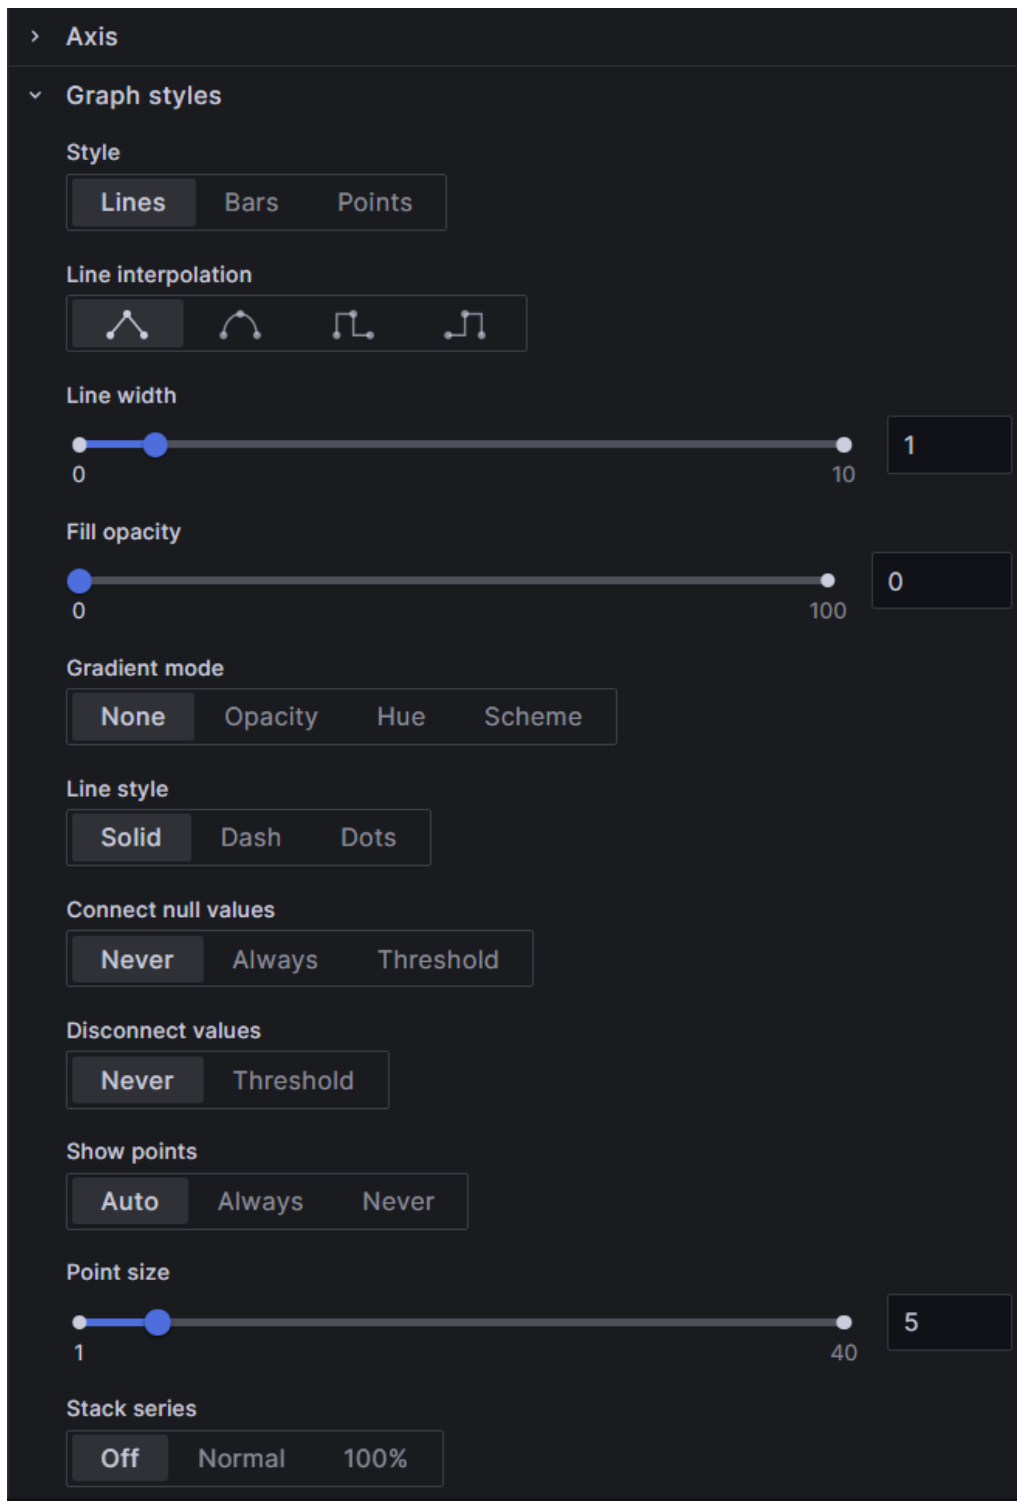 Axis
Graph styles
Style
Lines Bars Points
Line interpolation
Line width
1
0 10
Fill opacity
0
0 100
Gradient mode
None Opacity Hue Scheme
Line style
Solid Dash Dots
Connect null values
Never Always Threshold
Disconnect values
Never Threshold
Show points
Auto Always Never
Point size
5
1 40
Stack series
Off Normal 100%